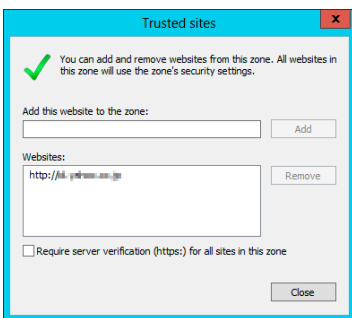 Trusted sites
x
You can add and remove websites from this zone. All websites in
this zone will use the zone's security settings.
Add this website to the zone:
Add
Websites:
http://
Remove
Require server verification (https:) for all sites in this zone
Close